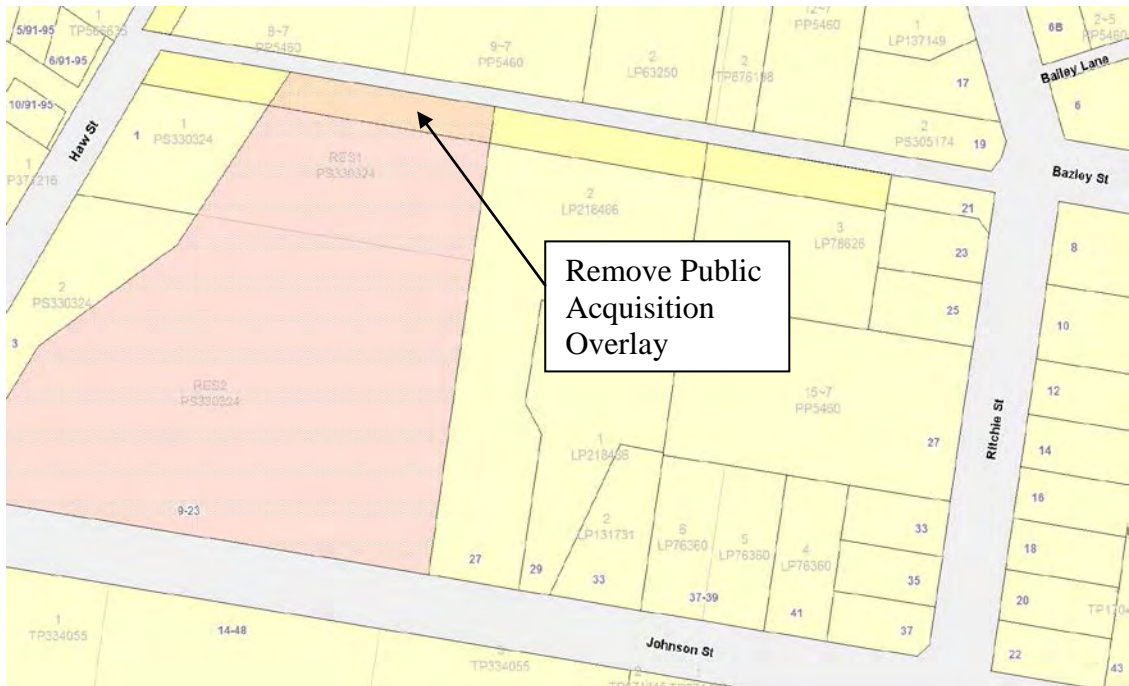 5/91-95
1
TP566635
6/91-95
8~7
PP5460
9~7
PP5460
2
LP63250
2
TP876198
12~7
PP5460
1
LP137149
6B
2~5
PP5460
Bailey Lane
10/91-95
17
6
Haw St
1
1
PS330324
2
PS305174
19
1
RES1
PS330324
Bazley St
2
LP218466
21
3
LP78626
23
8
2
PS330324
Remove Public
Acquisition
Overlay
25
10
3
RES2
PS330324
15~7
PP5460
12
Ritchie St
27
14
1
LP218466
16
9-23
2
LP131731
6
LP76360
5
LP76360
4
LP76360
33
18
27
29
33
37-39
41
35
20
1
TP334055
14-48
37
Johnson St
22
43
TP334055
2
1